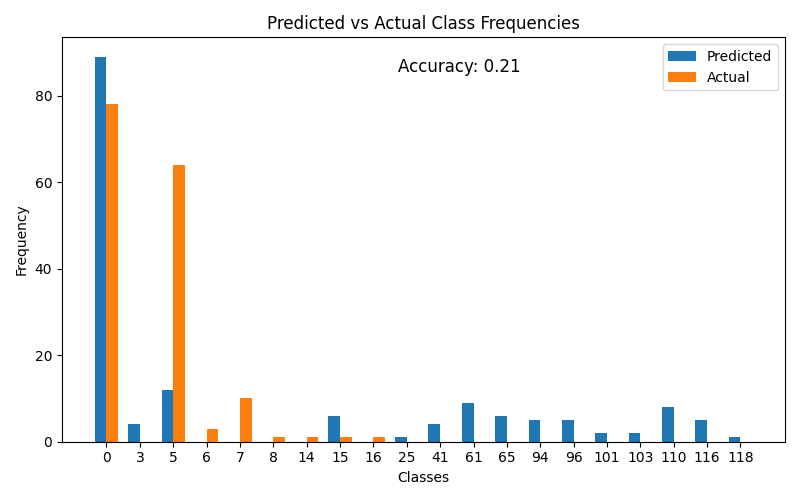 Predicted vs Actual Class Frequencies
Accuracy: 0.21
Predicted
Actual
Frequency
80
60
40
20
0
0 3 5 6 7 8 14 15 16 25 41 61 65 94 96 101 103 110 116 118
Classes